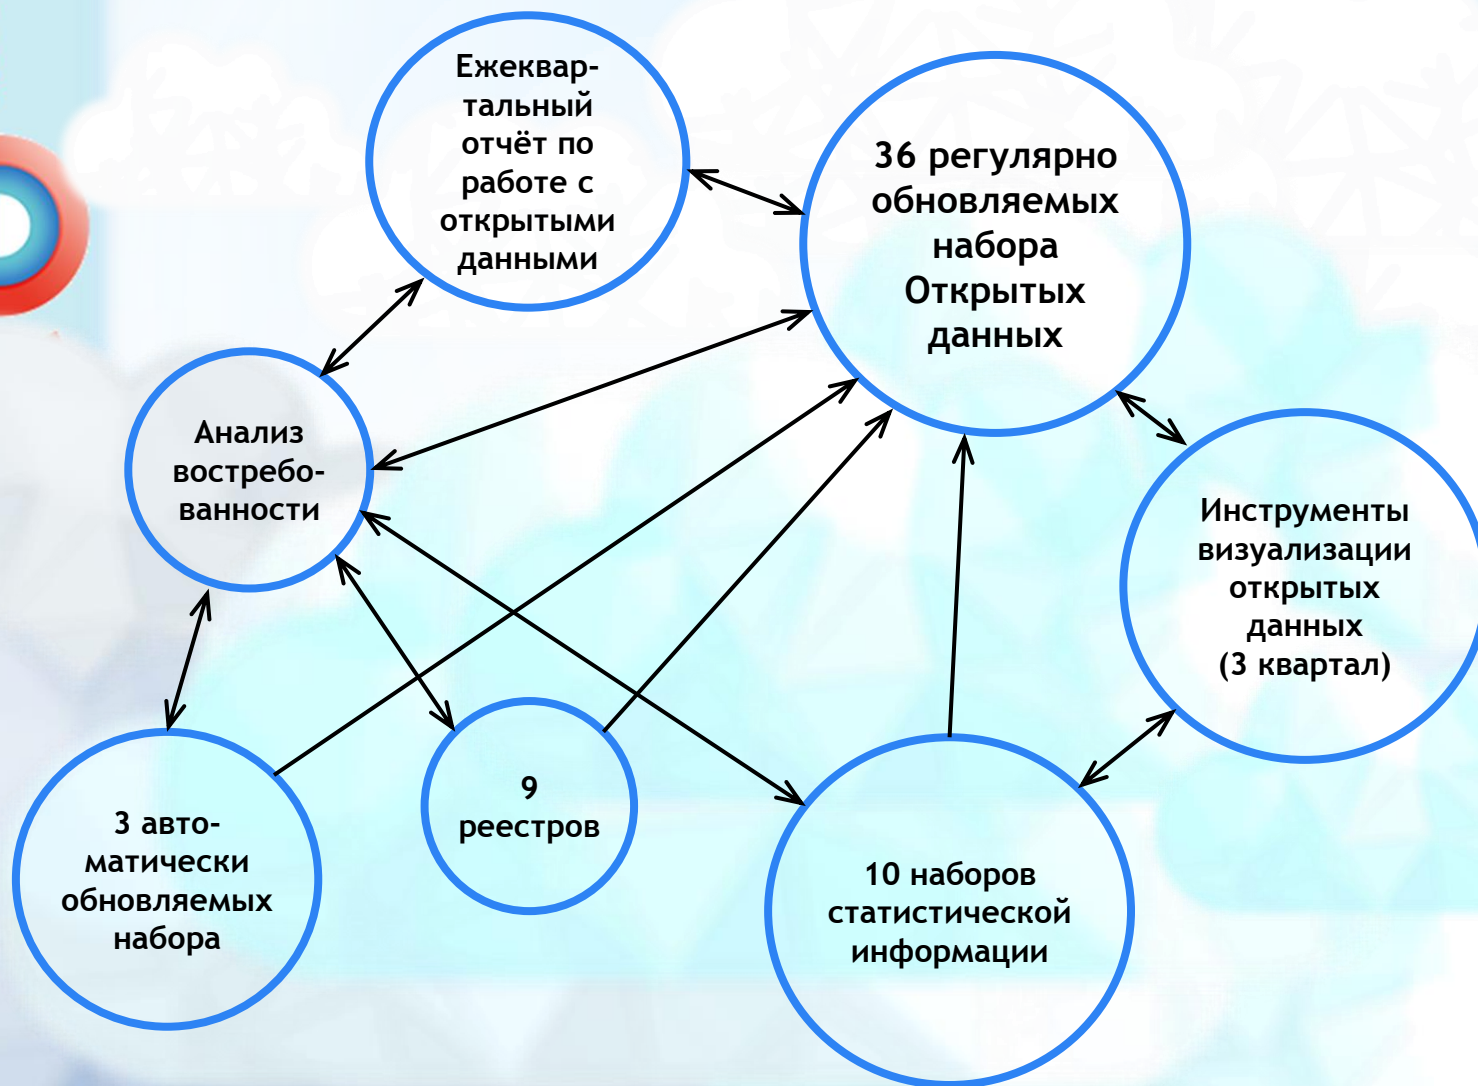 Ежеквар-
тальный
отчёт по
работе с
открытыми
данными
36 регулярно
обновляемых
набора
Открытых
данных
Анализ
востребо-
ванности
Инструменты
визуализации
открытых
данных
(3 квартал)
3 авто-
матически
обновляемых
набора
9
реестров
10 наборов
статистической
информации